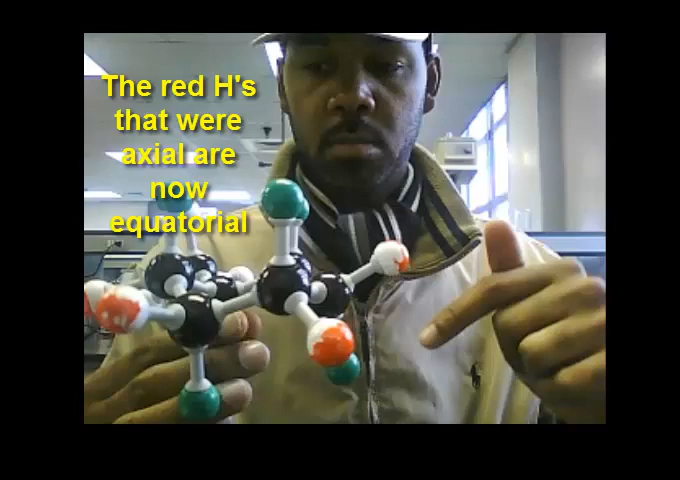 The red H's
that were
axial are
now
equatorial